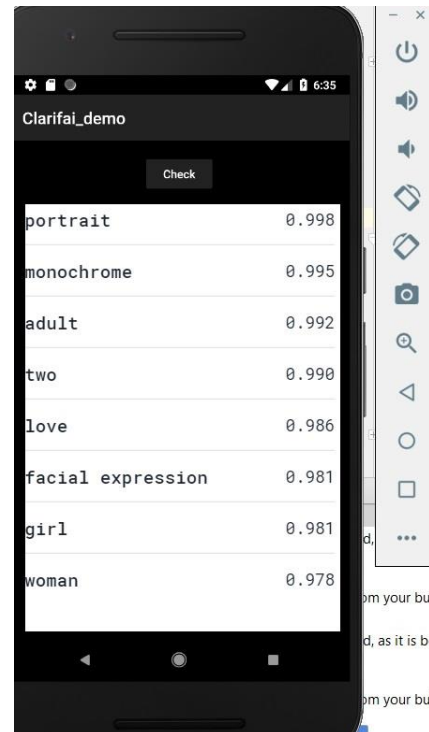 6:35
Clarifai_demo
Check
portrait 0.998
monochrome 0.995
adult 0.992
two 0.990
love 0.986
facial expression 0.981
girl 0.981
woman 0.978
d,
om your bu
d, as it is b
om your bu